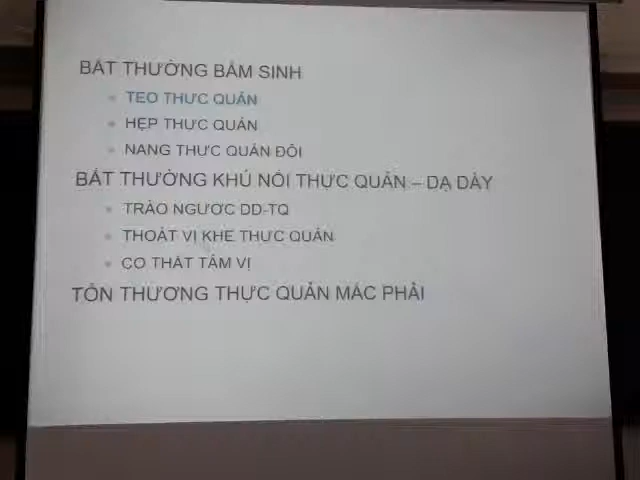 BẤT THƯỜNG BẨM SINH
TEO THỰC QUẢN
HẸP THỰC QUẢN
NANG THỰC QUẢN ĐÔI
BẤT THƯỜNG KHÚ NỐI THỰC QUẢN – DẠ DÀY
TRÀO NGƯỢC DD-TQ
THOÁT VỊ KHE THỰC QUẢN
CO THẮT TÂM VỊ
TỔN THƯƠNG THỰC QUẢN MẮC PHẢI